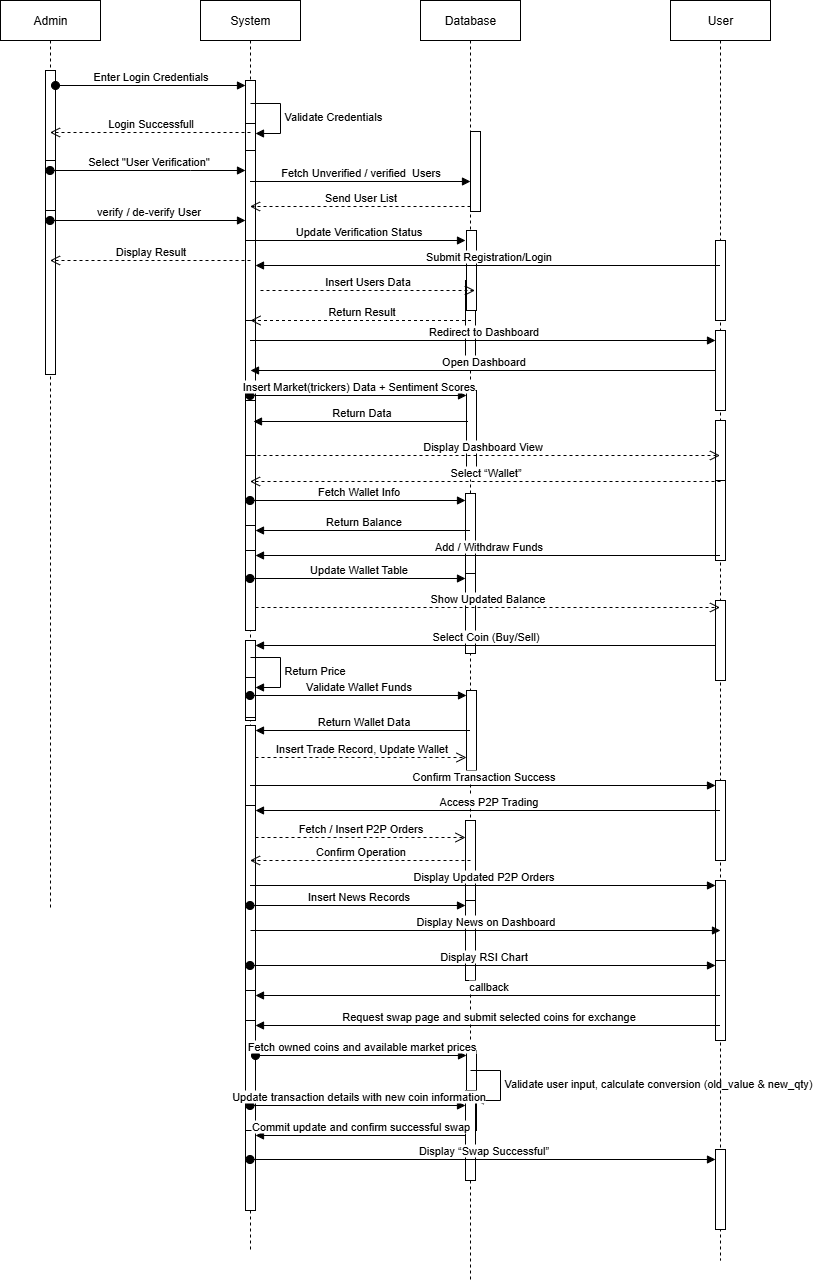 Admin
System
Database
User
Enter Login Credentials
Validate Credentials
Login Successfull
Select "User Verification"
Fetch Unverified / verified  Users
Send User List
verify / de-verify User
Update Verification Status
Display Result
Submit Registration/Login
Insert Users Data
Return Result
Redirect to Dashboard
Open Dashboard
Insert Market(trickers) Data + Sentiment Scores
Return Data
Display Dashboard View
Select “Wallet”
Fetch Wallet Info
Return Balance
Add / Withdraw Funds
Update Wallet Table
Show Updated Balance
Select Coin (Buy/Sell)
Return Price
Validate Wallet Funds
Return Wallet Data
Insert Trade Record, Update Wallet
Confirm Transaction Success
Access P2P Trading
Fetch / Insert P2P Orders
Confirm Operation
Display Updated P2P Orders
Insert News Records
Display News on Dashboard
Display RSI Chart
callback
Request swap page and submit selected coins for exchange
Fetch owned coins and available market prices
Validate user input, calculate conversion (old_value & new_qty)
Update transaction details with new coin information
Commit update and confirm successful swap
Display “Swap Successful”